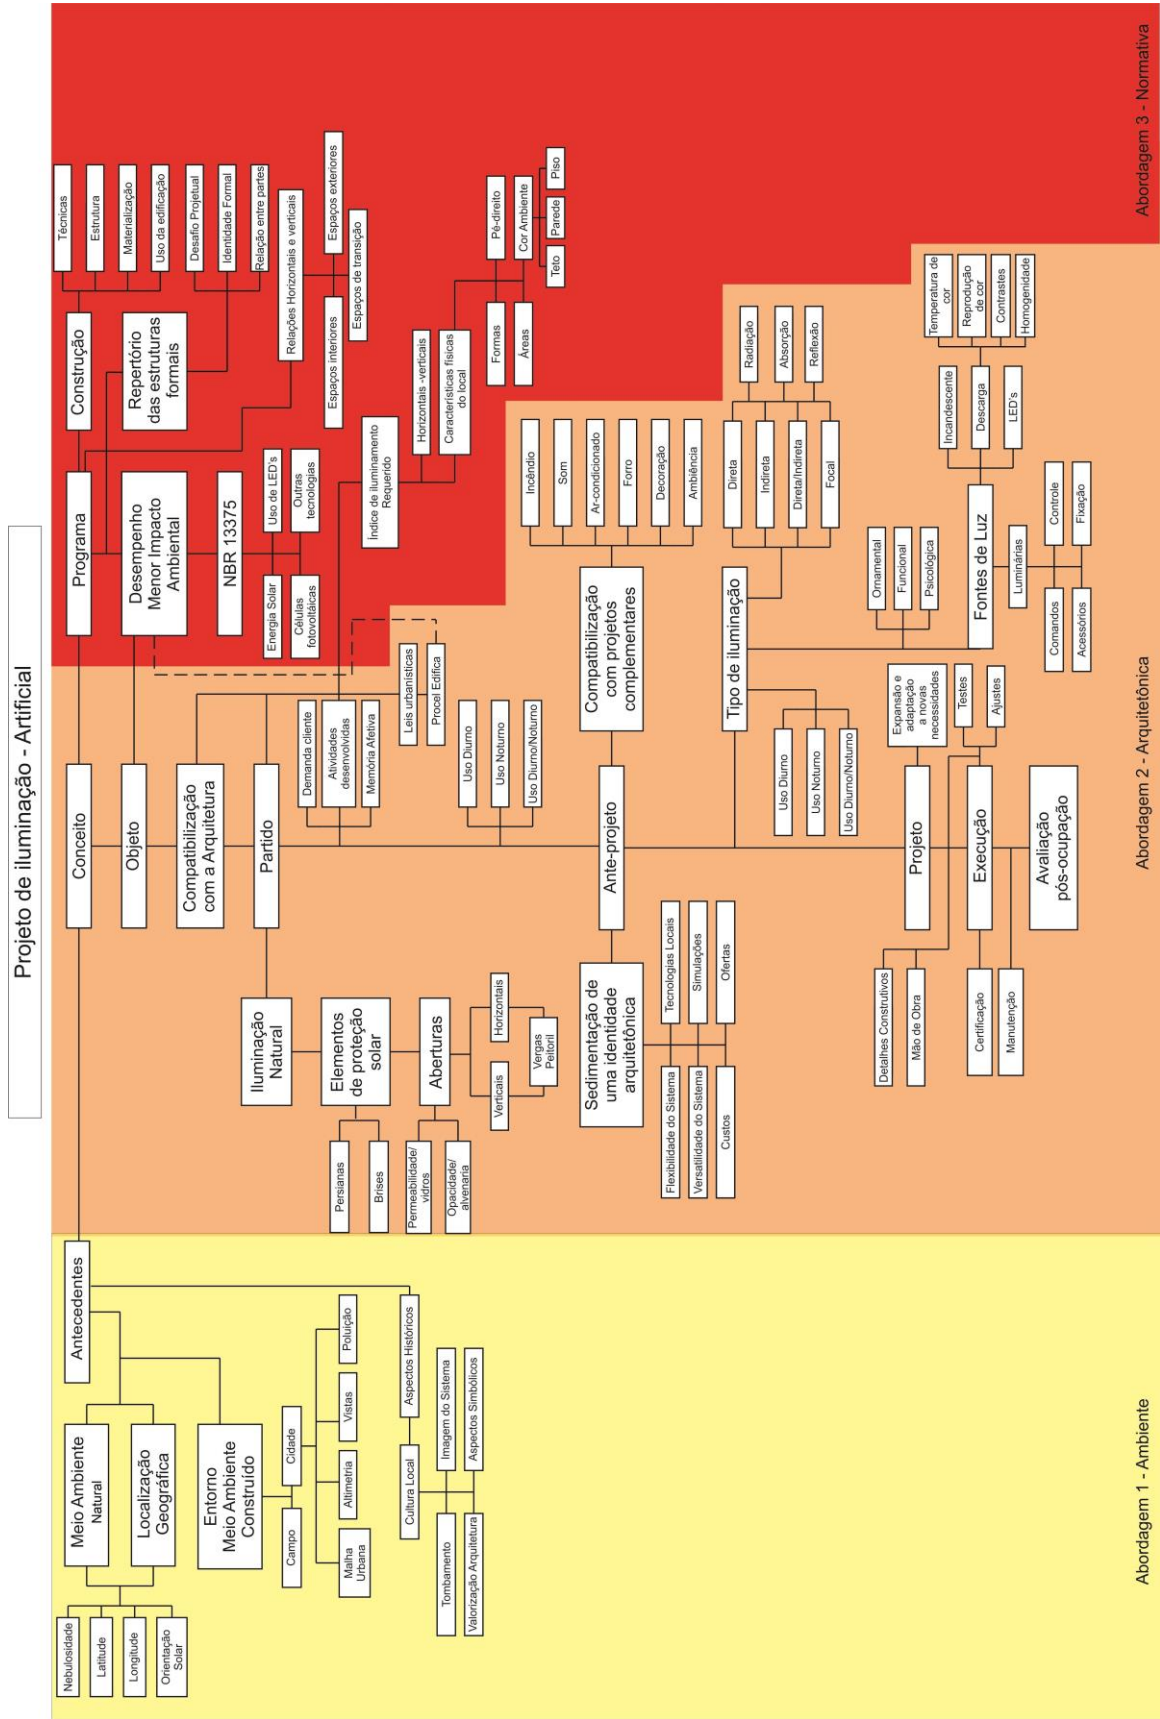 Projeto de iluminação - Artificial
Antecedentes
Meio Ambiente
Natural
Localização
Geográfica
Nebulosidade
Latitude
Longitude
Orientação
Solar
Entorno
Meio Ambiente
Construído
Campo
Cidade
Malha
Urbana
Altimetria
Vistas
Poluição
Aspectos Históricos
Cultura Local
Tombamento
Imagem do Sistema
Valorização Arquitetura
Aspectos Simbólicos
Abordagem 1 - Ambiente
Conceito
Objeto
Compatibilização
com a Arquitetura
Partido
Iluminação
Natural
Elementos
de proteção
solar
Persianas
Brises
Aberturas
Permeabilidade/
vidros
Opacidade/
alvenaria
Verticais
Horizontais
Vergas
Peitoril
Demanda cliente
Atividades
desenvolvidas
Memória Afetiva
Leis urbanísticas
Procel Edifica
Uso Diurno
Uso Noturno
Uso Diurno/Noturno
Ante-projeto
Sedimentação de
uma identidade
arquitetônica
Flexibilidade do Sistema
Tecnologias Locais
Versatilidade do Sistema
Simulações
Custos
Ofertas
Compatibilização
com projetos
complementares
Incêndio
Som
Ar-condicionado
Forro
Decoração
Ambiência
Tipo de iluminação
Uso Diurno
Uso Noturno
Uso Diurno/Noturno
Direta
Indireta
Direta/Indireta
Focal
Radiação
Absorção
Reflexão
Ornamental
Funcional
Psicológica
Fontes de Luz
Incandescente
Descarga
LED's
Temperatura de
cor
Reprodução
de cor
Contrastes
Homogenidade
Luminárias
Comandos
Controle
Acessórios
Fixação
Projeto
Expansão e
adaptação
a novas
necessidades
Detalhes Construtivos
Mão de Obra
Execução
Testes
Ajustes
Certificação
Manutenção
Avaliação
pós-ocupação
Abordagem 2 - Arquitetônica
Programa
Construção
Técnicas
Estrutura
Materialização
Uso da edificação
Desempenho
Menor Impacto
Ambiental
Repertório
das estruturas
formais
Desafio Projetual
Identidade Formal
Relação entre partes
NBR 13375
Energia Solar
Uso de LED's
Células
fotovoltáicas
Outras
tecnologias
Relações Horizontais e verticais
Espaços interiores
Espaços exteriores
Espaços de transição
Índice de iluminamento
Requerido
Horizontais -verticais
Características físicas
do local
Formas
Pé-direito
Áreas
Cor Ambiente
Teto
Parede
Piso
Abordagem 3 - Normativa